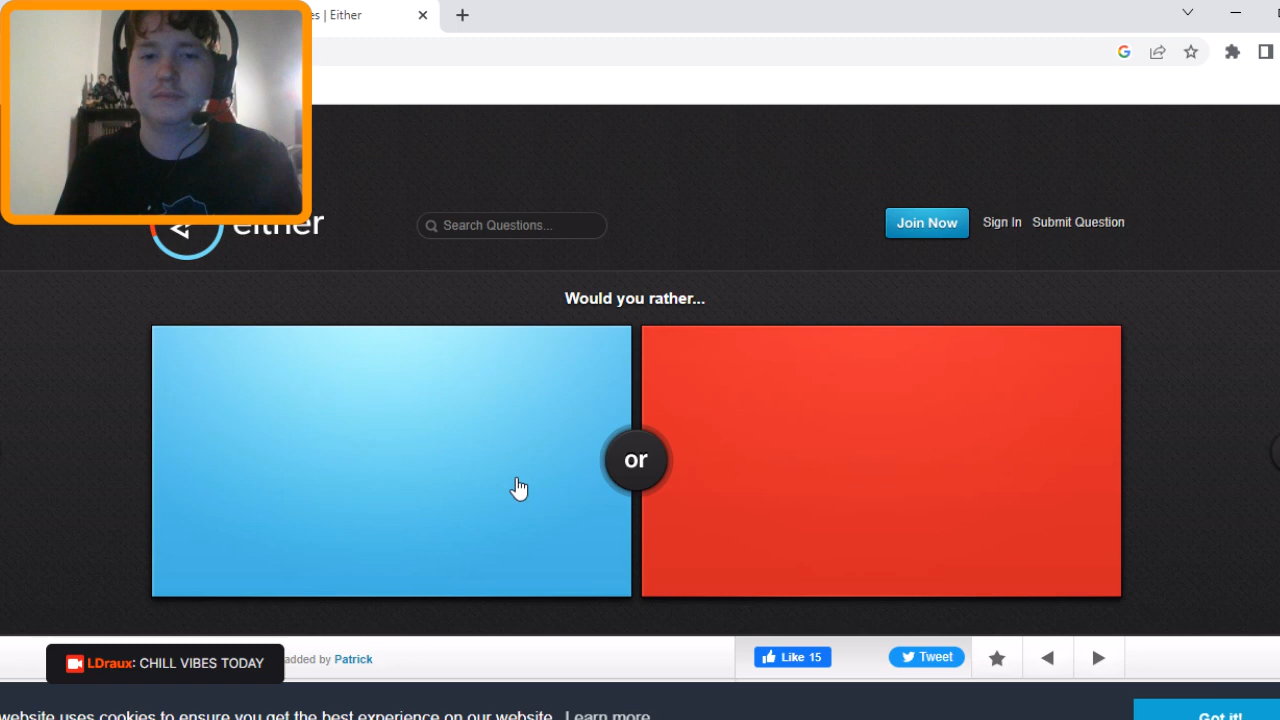 es | Either
either
Search Questions...
Join Now
Sign In
Submit Question
Would you rather...
or
LDraux: CHILL VIBES TODAY
added by Patrick
Like 15
Tweet
website uses cookies to ensure you get the best experience on our website. Learn more
Got it!